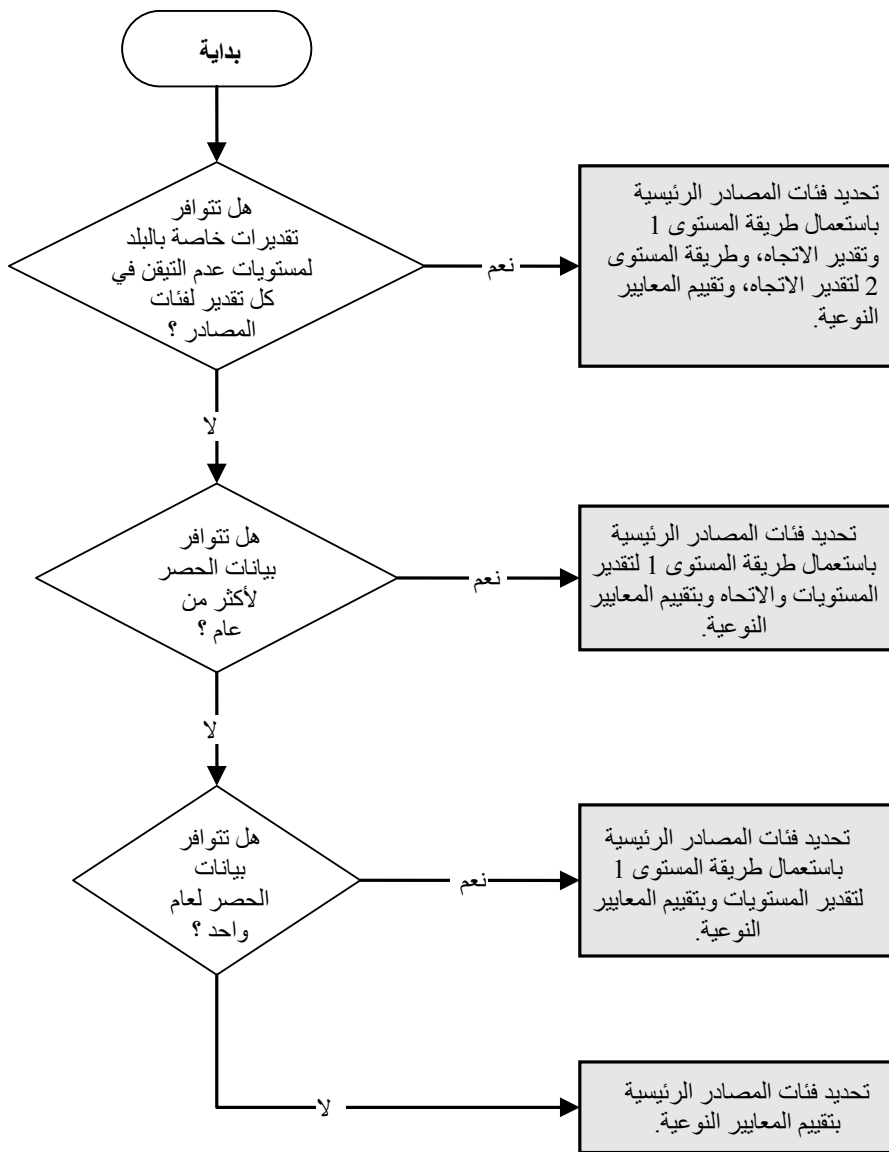 بداية
هل تتوافر
تقديرات خاصة بالبلد
لمستويات عدم التيقن في
كل تقدير لفئات
المصادر ؟
نعم
تحديد فئات المصادر الرئيسية
باستعمال طريقة المستوى 1
وتقدير الاتجاه، وطريقة المستوى
2 لتقدير الاتجاه، وتقييم المعايير
النوعية.
لا
هل تتوافر
بيانات الحصر
لأكثر من
عام ؟
نعم
تحديد فئات المصادر الرئيسية
باستعمال طريقة المستوى 1 لتقدير
المستويات والاتحاه وبتقييم المعايير
النوعية.
لا
هل تتوافر
بيانات
الحصر لعام
واحد ؟
نعم
تحديد فئات المصادر الرئيسية
باستعمال طريقة المستوى 1
لتقدير المستويات وبتقييم المعايير
النوعية.
لا
تحديد فئات المصادر الرئيسية
بتقييم المعايير النوعية.